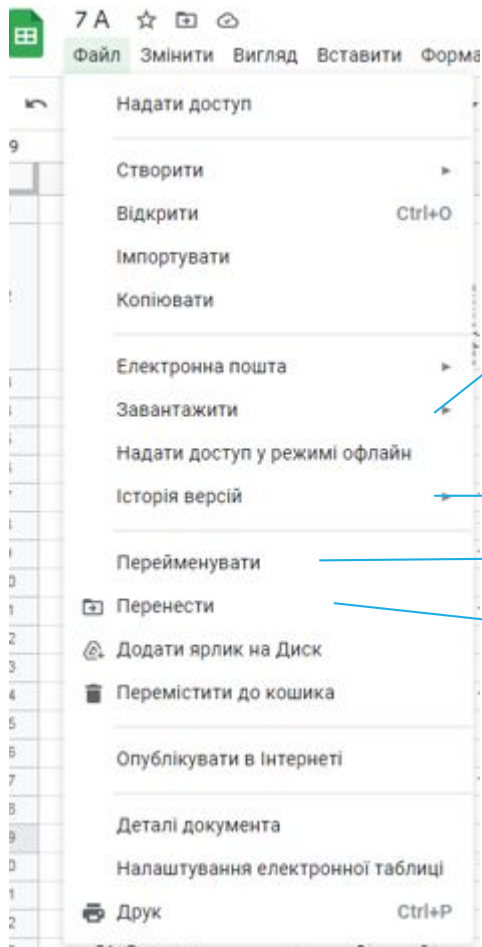 7 А
Файл Змінити Вигляд Вставити Форма
Надати доступ
9
Створити
Відкрити Ctrl+O
Імпортувати
Копіювати
Електронна пошта
Завантажити
Надати доступ у режимі офлайн
Історія версій
Перейменувати
Перенести
Додати ярлик на Диск
Перемістити до кошика
Опублікувати в Інтернеті
Деталі документа
Налаштування електронної таблиці
Друк Ctrl+P